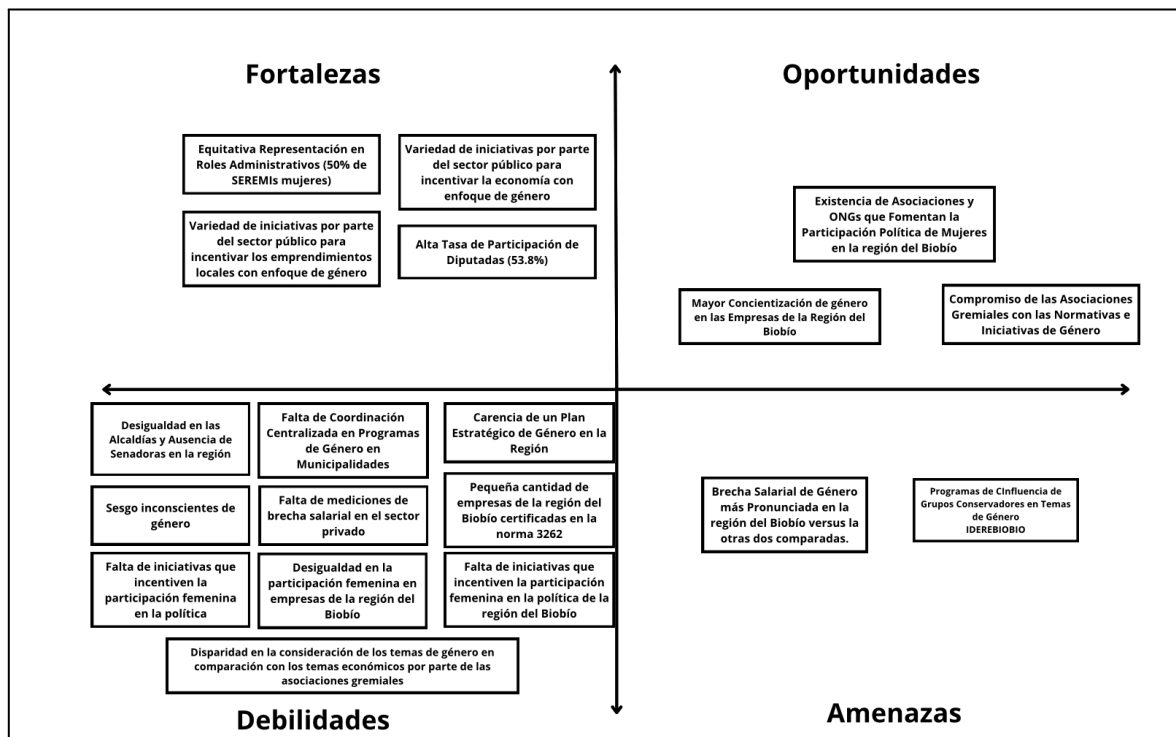 Fortalezas
Oportunidades
Equitativa Representación en
Roles Administrativos (50% de
SEREMIs mujeres)
Variedad de iniciativas por parte
del sector público para
incentivar la economía con
enfoque de género
Variedad de iniciativas por parte
del sector público para
incentivar los emprendimientos
locales con enfoque de género
Alta Tasa de Participación de
Diputadas (53.8%)
Existencia de Asociaciones y
ONGs que Fomentan la
Participación Política de Mujeres
en la región del Biobío
Mayor Concientización de género
en las Empresas de la Región del
Biobío
Compromiso de las Asociaciones
Gremiales con las Normativas e
Iniciativas de Género
Desigualdad en las
Alcaldías y Ausencia de
Senadoras en la región
Falta de Coordinación
Centralizada en Programas
de Género en
Municipalidades
Carencia de un Plan
Estratégico de Género en la
Región
Sesgo inconscientes de
género
Falta de mediciones de
brecha salarial en el sector
privado
Pequeña cantidad de
empresas de la región del
Biobío certificadas en la
norma 3262
Falta de iniciativas que
incentiven la
participación femenina
en la política
Desigualdad en la
participación femenina en
empresas de la región del
Biobío
Falta de iniciativas que
incentiven la participación
femenina en la política de la
región del Biobío
Disparidad en la consideración de los temas de género en
comparación con los temas económicos por parte de las
asociaciones gremiales
Brecha Salarial de Género
más Pronunciada en la
región del Biobío versus la
otras dos comparadas.
Programas de CInfluencia de
Grupos Conservadores en Temas
de Género
IDEREBIOBIO
Debilidades
Amenazas